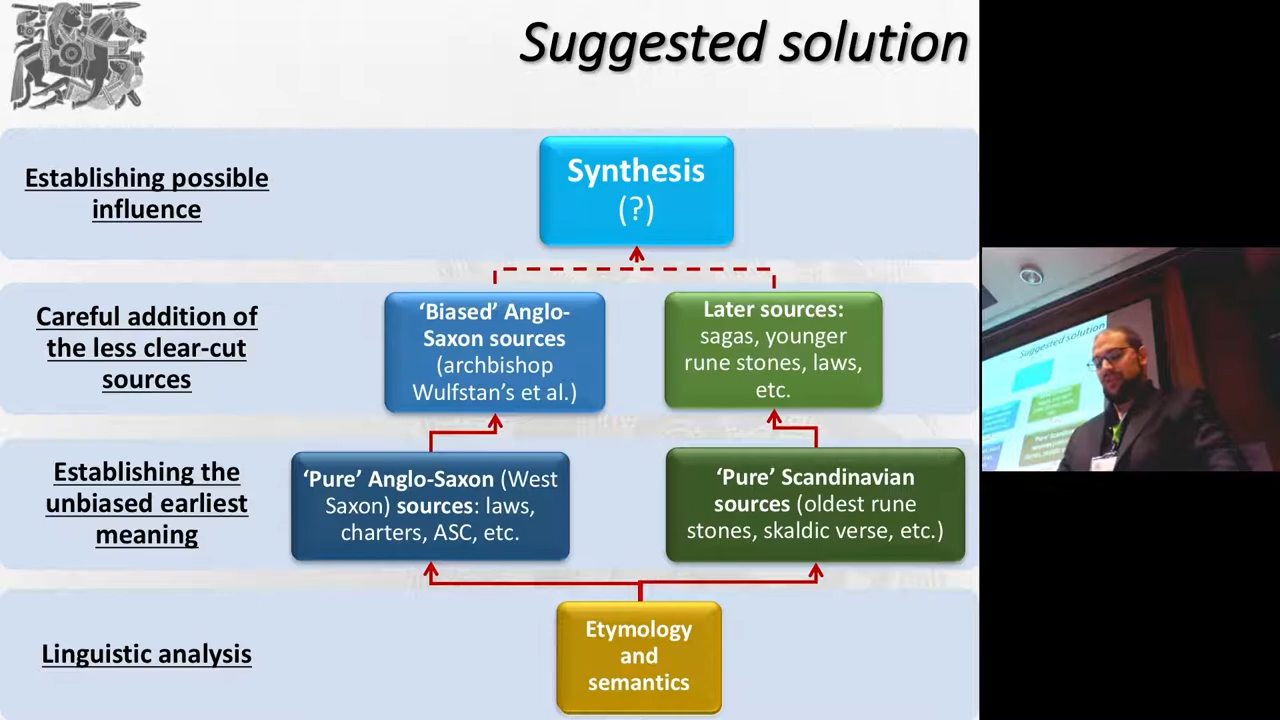 Suggested solution
Establishing possible
influence
Synthesis
(?)
Careful addition of
the less clear-cut
sources
‘Biased’ Anglo-
Saxon sources
(archbishop
Wulfstan’s et al.)
Later sources:
sagas, younger
rune stones, laws,
etc.
Establishing the
unbiased earliest
meaning
‘Pure’ Anglo-Saxon (West
Saxon) sources: laws,
charters, ASC, etc.
‘Pure’ Scandinavian
sources (oldest rune
stones, skaldic verse, etc.)
Linguistic analysis
Etymology
and
semantics
Suggested solution